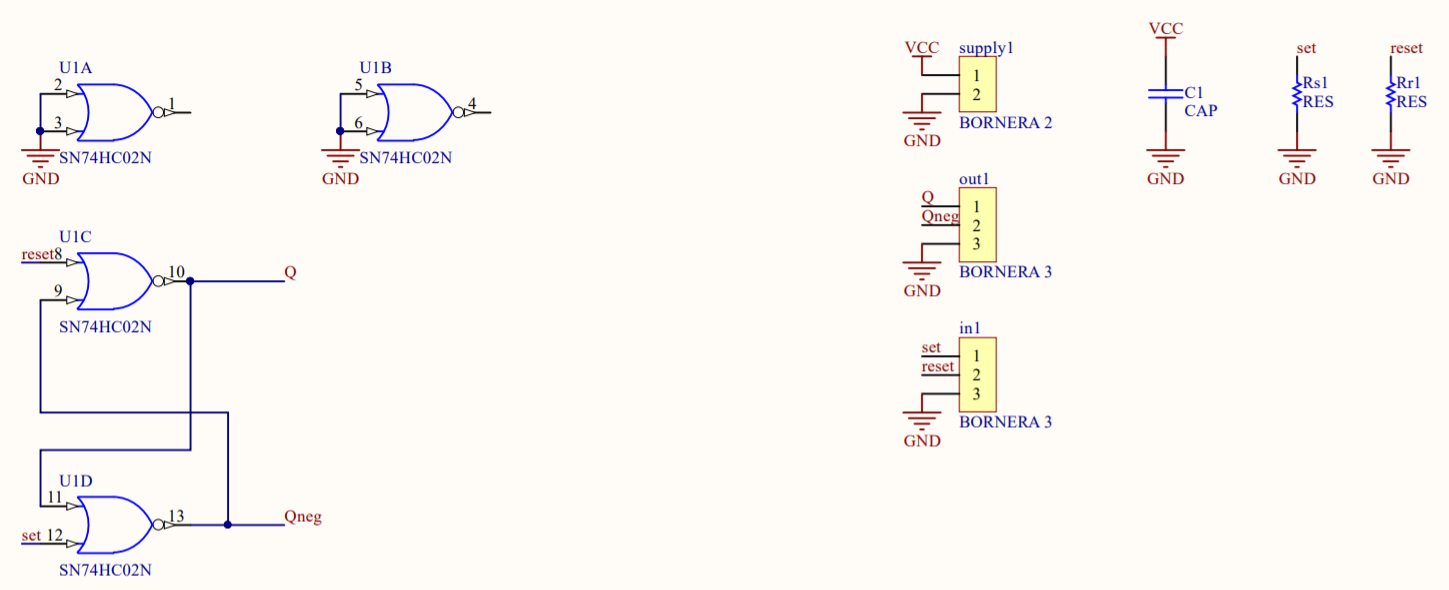 U1A
2
3
1
SN74HC02N
GND
U1B
5
6
4
SN74HC02N
GND
U1C
reset8
9
10
Q
SN74HC02N
U1D
11
set 12
13
Qneg
SN74HC02N
VCC supply1
1
2
BORNERA 2
GND
out1
Q
Qneg
1
2
3
BORNERA 3
GND
in1
set
reset
1
2
3
BORNERA 3
GND
VCC
C1
CAP
GND
set
Rs1
RES
GND
reset
Rr1
RES
GND